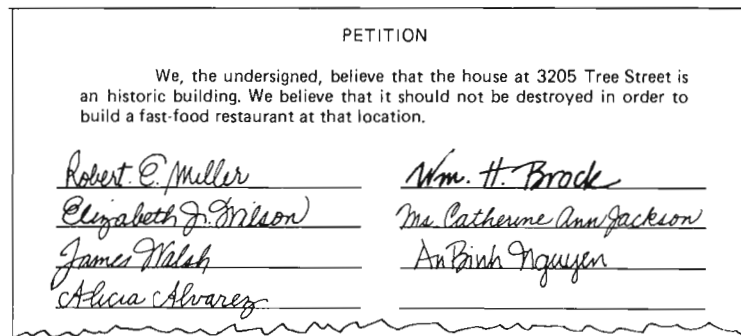 PETITION
We, the undersigned, believe that the house at 3205 Tree Street is
an historic building. We believe that it should not be destroyed in order to
build a fast-food restaurant at that location.
Robert E. Miller
Elizabeth J. Wilson
James Walsh
Alicia Alvarez
Wm. H. Brock
Ms. Catherine Ann Jackson
An Binh Nguyen